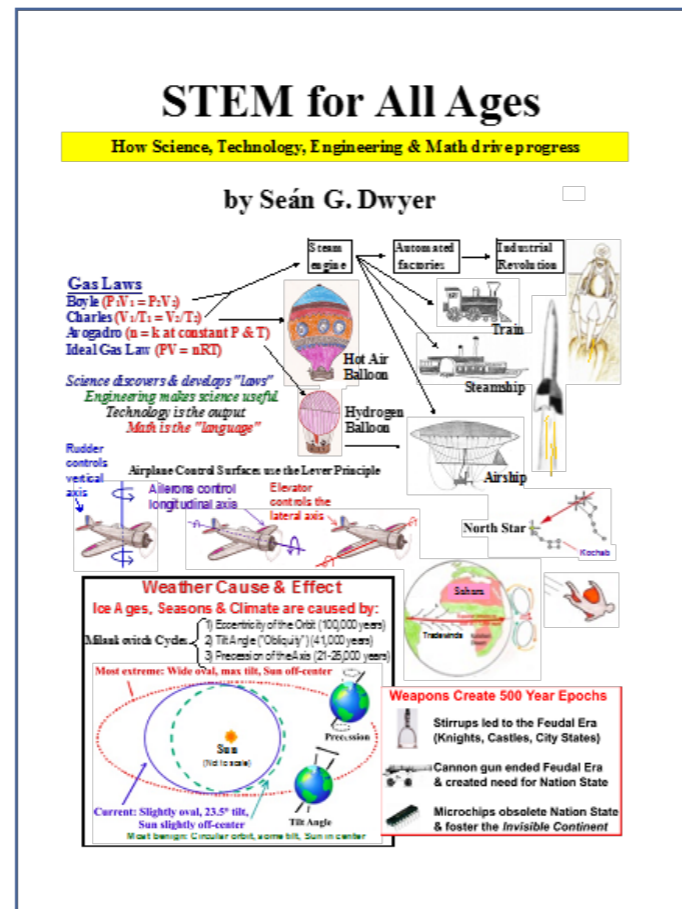 STEM for All Ages
How Science, Technology, Engineering & Math drive progress
by Seán G. Dwyer
Steam
engine
Automated
factories
Industrial
Revolution
Gas Laws
Boyle (P₁V₁ = P₂V₂)
Charles (V₁/T₁ = V₂/T₂)
Avogadro (n = k at constant P & T)
Ideal Gas Law (PV = nRT)
Train
Hot Air
Balloon
Steamship
Science discovers & develops "laws"
Engineering makes science useful
Technology is the output
Math is the "language"
Hydrogen
Balloon
Airship
Rudder
controls
vertical
axis
Airplane Control Surfaces use the Lever Principle
Ailerons control
longitudinal axis
Elevator
controls the
lateral axis
North Star
Kochab
Weather Cause & Effect
Ice Ages, Seasons & Climate are caused by:
Milankovitch Cycles
1) Eccentricity of the Orbit (100,000 years)
2) Tilt Angle ("Obliquity") (41,000 years)
3) Precession of the Axis (21-26,000 years)
Most extreme: Wide oval, max tilt, Sun off-center
Sun
(Not to scale)
Precession
Tilt Angle
Current: Slightly oval, 23.5° tilt,
Sun slightly off-center
Most benign: Circular orbit, some tilt, Sun in center
Sahara
Tradewinds
Weapons Create 500 Year Epochs
Stirrups led to the Feudal Era
(Knights, Castles, City States)
Cannon gun ended Feudal Era
& created need for Nation State
Microchips obsolete Nation State
& foster the Invisible Continent